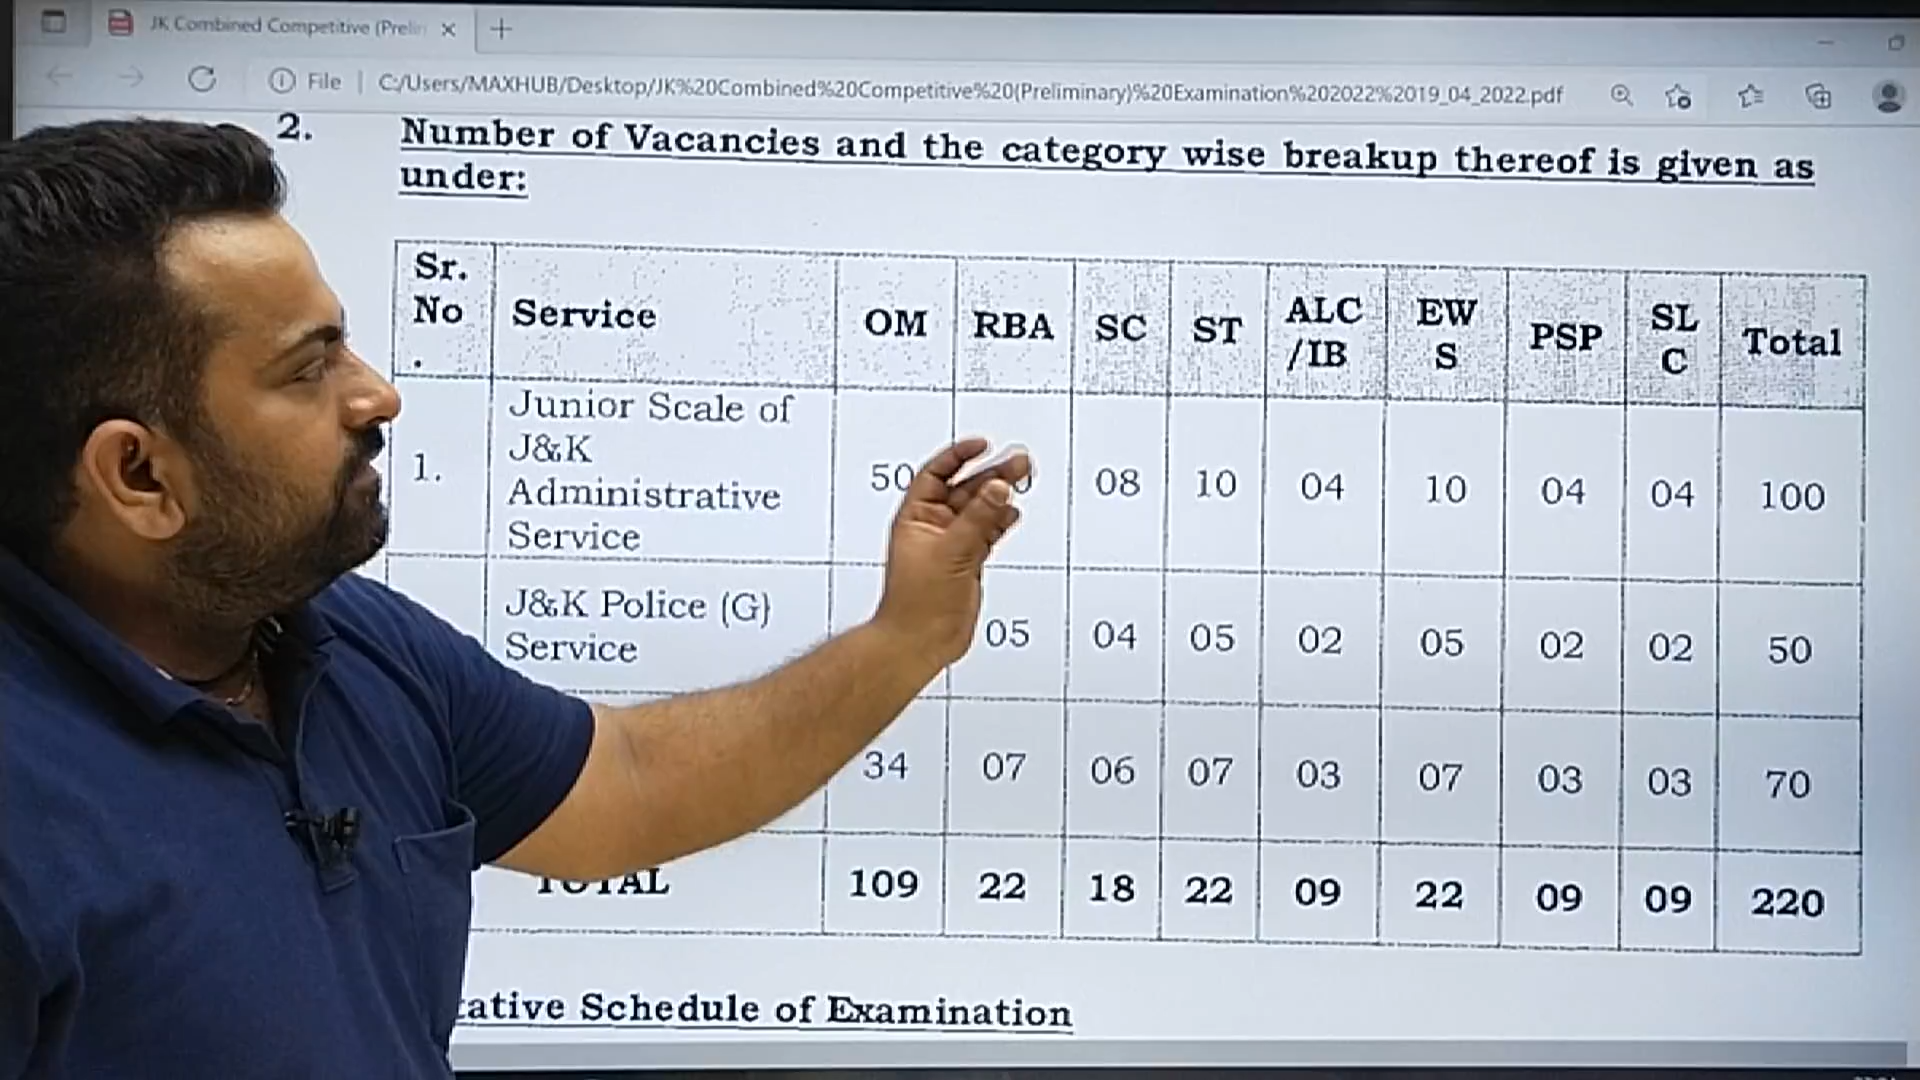 JK Combined Competitive (Prelin
File | C:/Users/MAXHUB/Desktop/JK%20Combined%20Competitive%20(Preliminary)%20Examination%202022%2019_04_2022.pdf
2. Number of Vacancies and the category wise breakup thereof is given as
under:
Sr. No . Service OM RBA SC ST ALC /IB EW S PSP SL C Total
1. Junior Scale of J&K Administrative Service 50 08 10 04 10 04 04 100
J&K Police (G) Service 05 04 05 02 05 02 02 50
34 07 06 07 03 07 03 03 70
TOTAL 109 22 18 22 09 22 09 09 220
tative Schedule of Examination